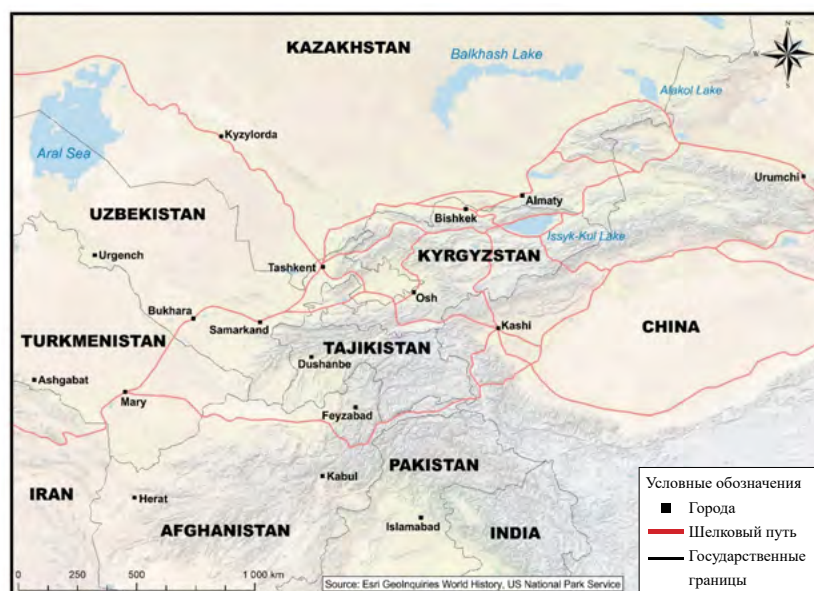 N
W
E
S
KAZAKHSTAN
Balkhash Lake
Alakol Lake
Kyzylorda
Aral Sea
Urumchi
Almaty
Bishkek
UZBEKISTAN
Issyk-Kul Lake
KYRGYZSTAN
Urgench
Tashkent
Osh
Bukhara
Samarkand
Kashi
CHINA
TURKMENISTAN
TAJIKISTAN
Dushanbe
Ashgabat
Mary
Feyzabad
PAKISTAN
Kabul
IRAN
Herat
AFGHANISTAN
Islamabad
INDIA
Условные обозначения
Города
Шелковый путь
Государственные
границы
0 250 500 1 000 km
Source: Esri GeoInquiries World History, US National Park Service